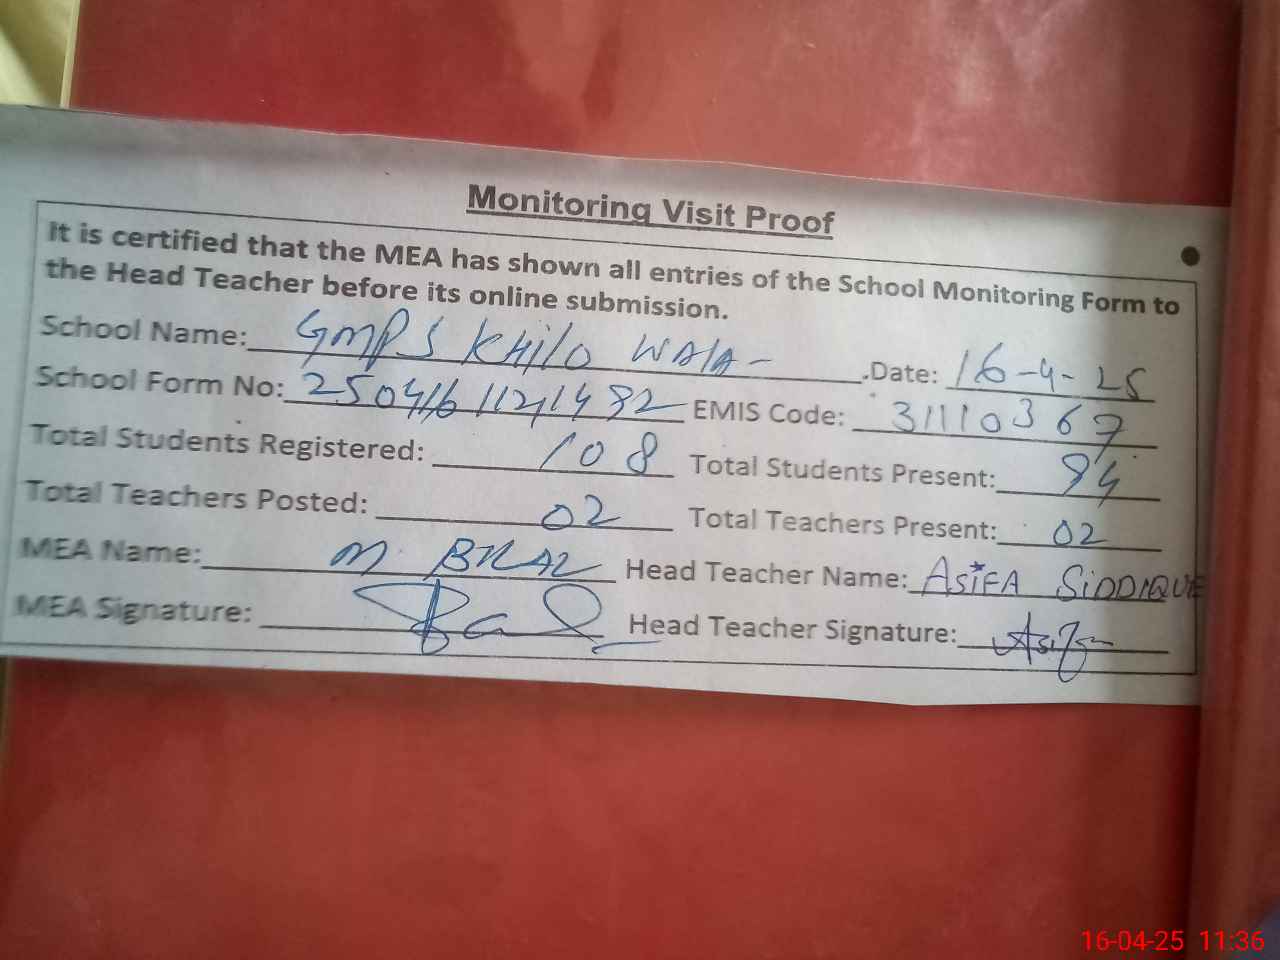 Monitoring Visit Proof
It is certified that the MEA has shown all entries of the School Monitoring Form to
the Head Teacher before its online submission.
School Name: GMPS KHILO WALA .Date: 16-4-25
School Form No: EMIS Code: 31110367
Total Students Registered: 108 Total Students Present: 94
Total Teachers Posted: 02 Total Teachers Present: 02
MEA Name: M. Head Teacher Name: ASIFA SIDDIQUE
MEA Signature: Head Teacher Signature: Asifa
16-04-25 11:36